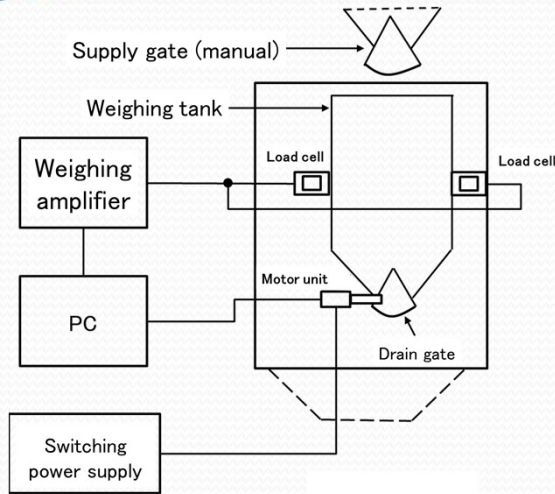 Supply gate (manual)
Weighing tank
Load cell
Load cell
Weighing
amplifier
Motor unit
PC
Drain gate
Switching
power supply